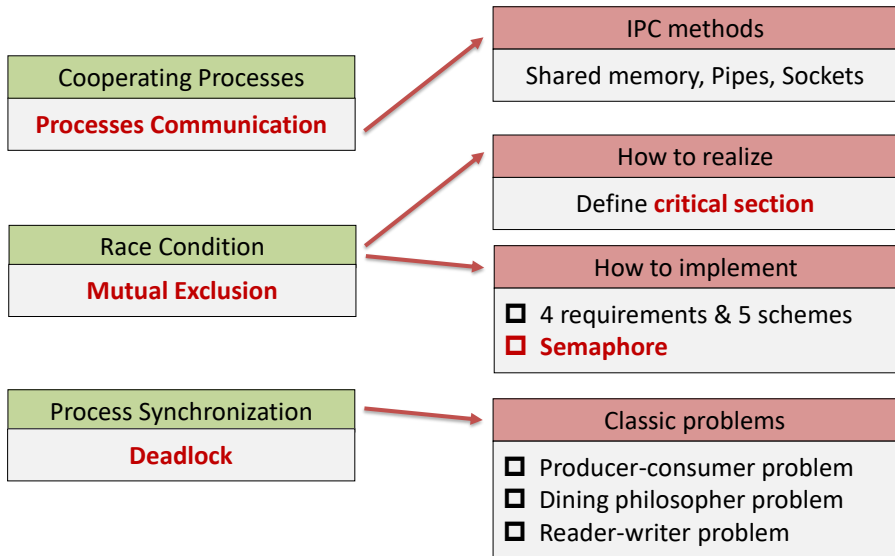 Cooperating Processes
Processes Communication
IPC methods
Shared memory, Pipes, Sockets
Race Condition
Mutual Exclusion
How to realize
Define critical section
How to implement
4 requirements & 5 schemes
Semaphore
Process Synchronization
Deadlock
Classic problems
Producer-consumer problem
Dining philosopher problem
Reader-writer problem